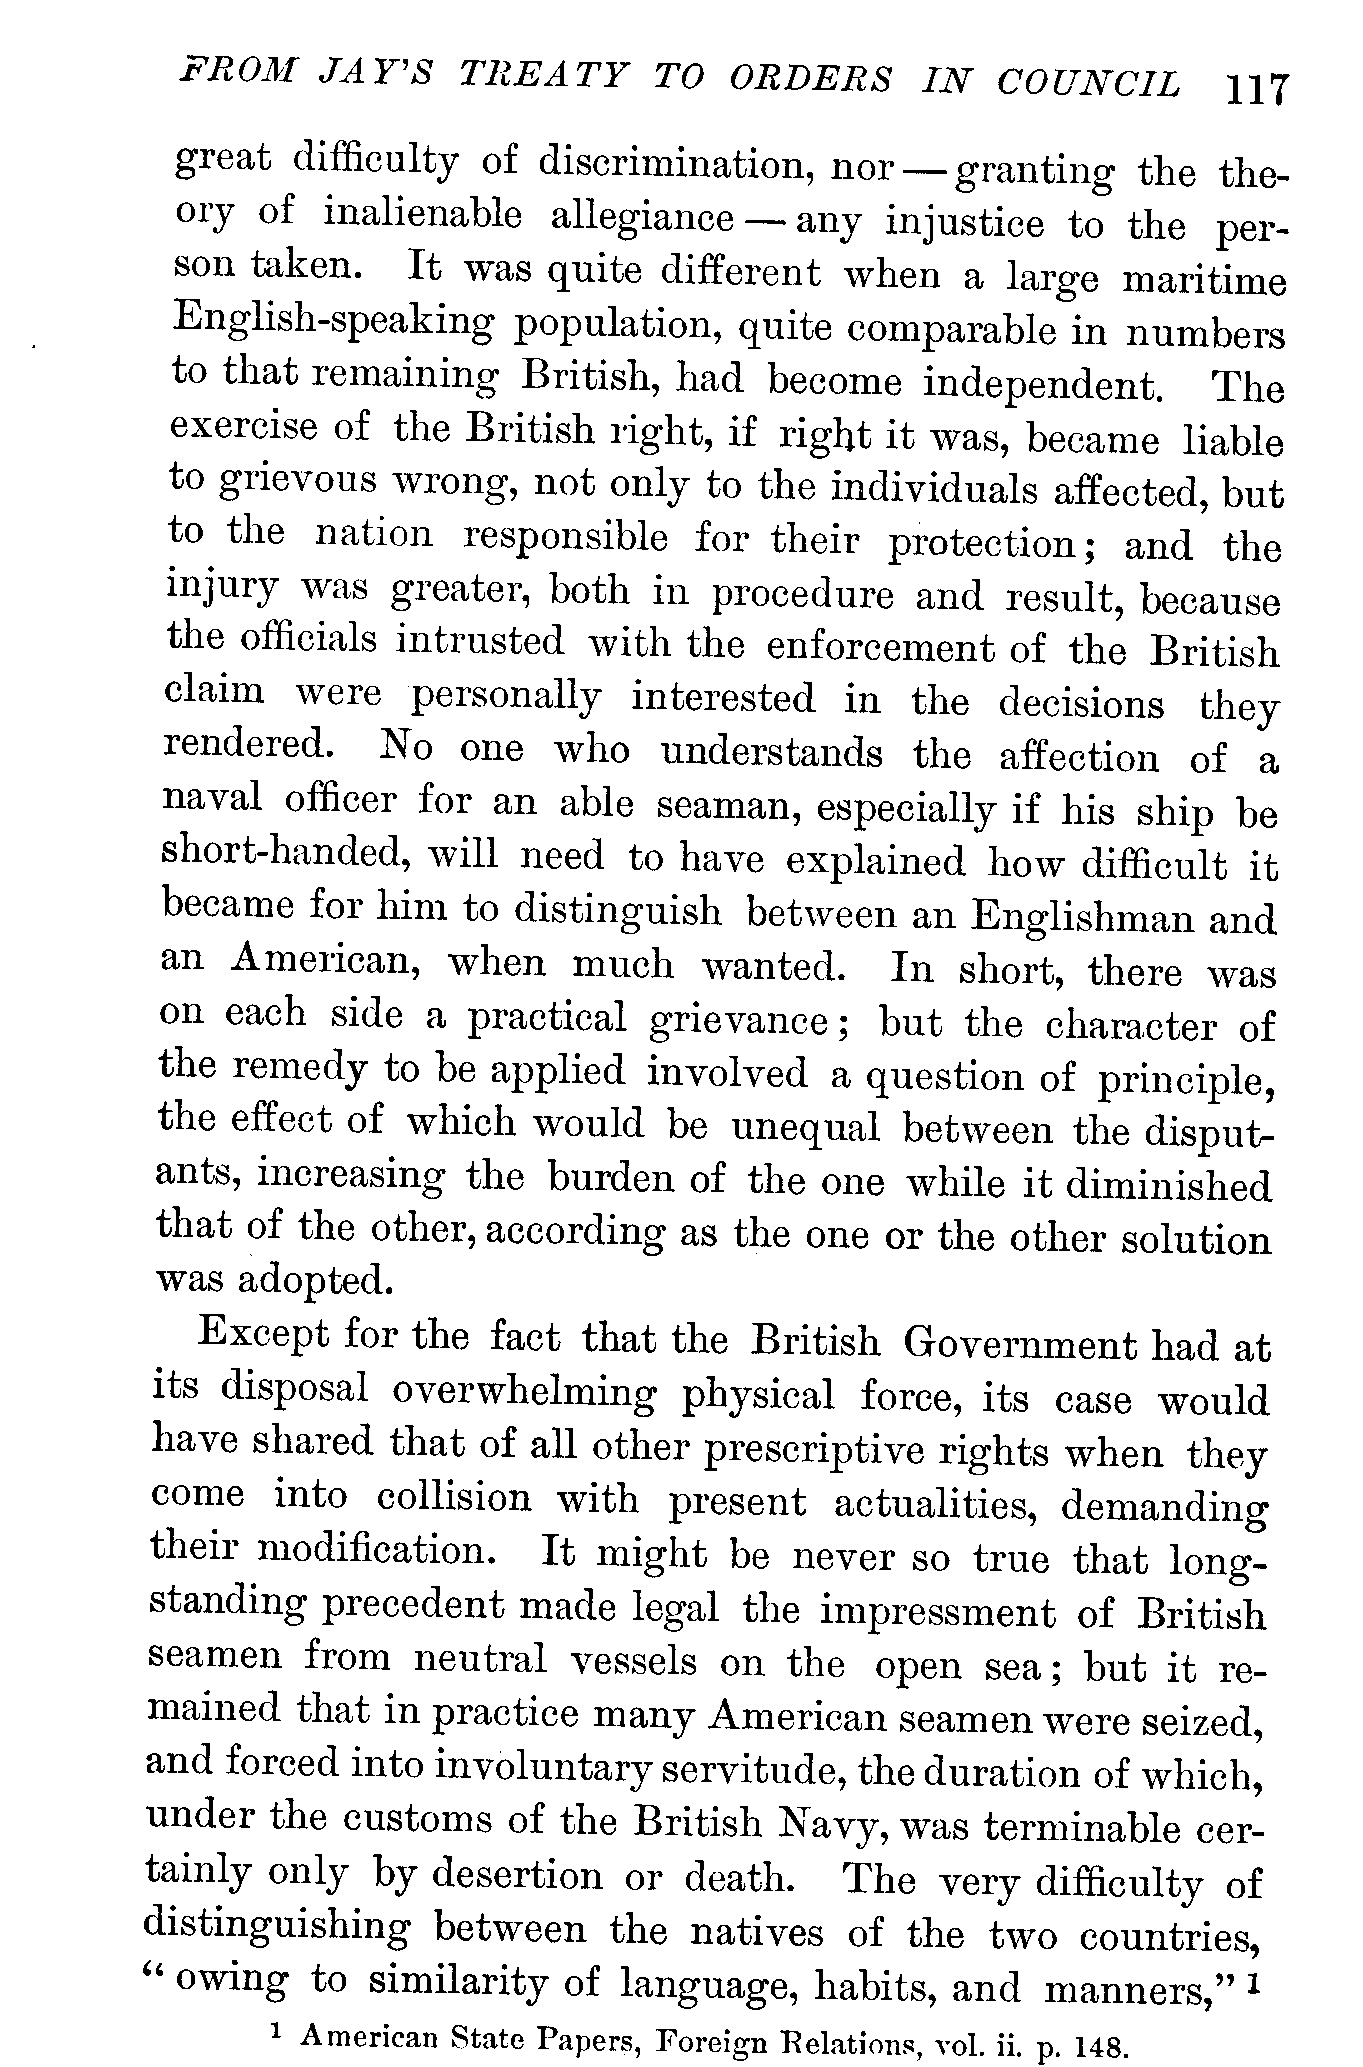 FROM JAY'S TREATY TO ORDERS IN COUNCIL 117
great difficulty of discrimination, nor — granting the the-
ory of inalienable allegiance — any injustice to the per-
son taken. It was quite different when a large maritime
English-speaking population, quite comparable in numbers
to that remaining British, had become independent. The
exercise of the British right, if right it was, became liable
to grievous wrong, not only to the individuals affected, but
to the nation responsible for their protection; and the
injury was greater, both in procedure and result, because
the officials intrusted with the enforcement of the British
claim were personally interested in the decisions they
rendered. No one who understands the affection of a
naval officer for an able seaman, especially if his ship be
short-handed, will need to have explained how difficult it
became for him to distinguish between an Englishman and
an American, when much wanted. In short, there was
on each side a practical grievance; but the character of
the remedy to be applied involved a question of principle,
the effect of which would be unequal between the disput-
ants, increasing the burden of the one while it diminished
that of the other, according as the one or the other solution
was adopted.
Except for the fact that the British Government had at
its disposal overwhelming physical force, its case would
have shared that of all other prescriptive rights when they
come into collision with present actualities, demanding
their modification. It might be never so true that long-
standing precedent made legal the impressment of British
seamen from neutral vessels on the open sea; but it re-
mained that in practice many American seamen were seized,
and forced into involuntary servitude, the duration of which,
under the customs of the British Navy, was terminable cer-
tainly only by desertion or death. The very difficulty of
distinguishing between the natives of the two countries,
"owing to similarity of language, habits, and manners," 1
1 American State Papers, Foreign Relations, vol. ii. p. 148.